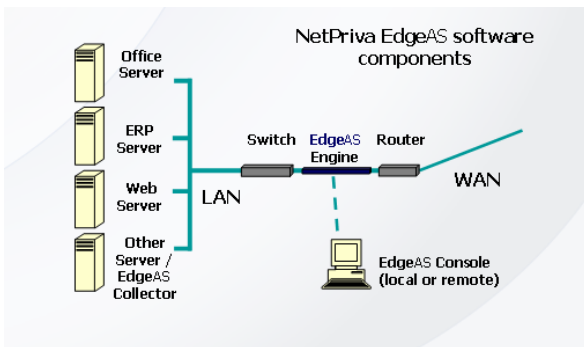 NetPriva EdgeAS software
components
Office
Server
ERP
Server
Web
Server
Other
Server /
EdgeAS
Collector
LAN
Switch
EdgeAS
Engine
Router
WAN
EdgeAS Console
(local or remote)